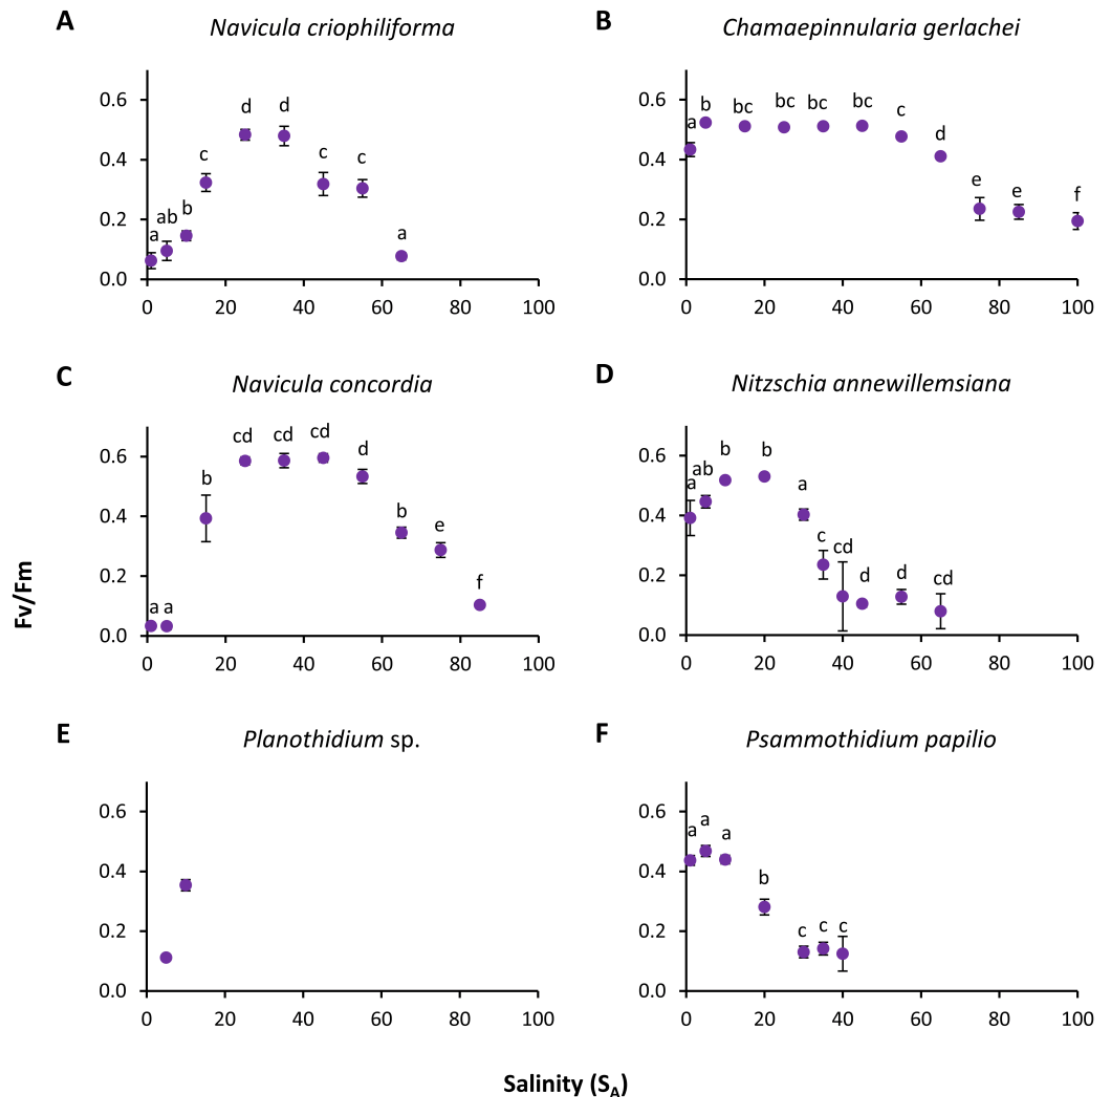 A Navicula criophiliforma
0.6
0.4
0.2
0.0
a ab b c d d c c a
0 20 40 60 80 100
B Chamaepinnularia gerlachei
0.6
0.4
0.2
0.0
a b bc bc bc bc c d e e f
0 20 40 60 80 100
C Navicula concordia
0.6
0.4
0.2
0.0
a a b cd cd cd d b e f
0 20 40 60 80 100
D Nitzschia annewillemsiana
0.6
0.4
0.2
0.0
a ab b b a c cd d d cd
0 20 40 60 80 100
Fv/Fm
E Planothidium sp.
0.6
0.4
0.2
0.0
0 20 40 60 80 100
F Psammothidium papilio
0.6
0.4
0.2
0.0
a a a b c c c
0 20 40 60 80 100
Salinity (S_A)